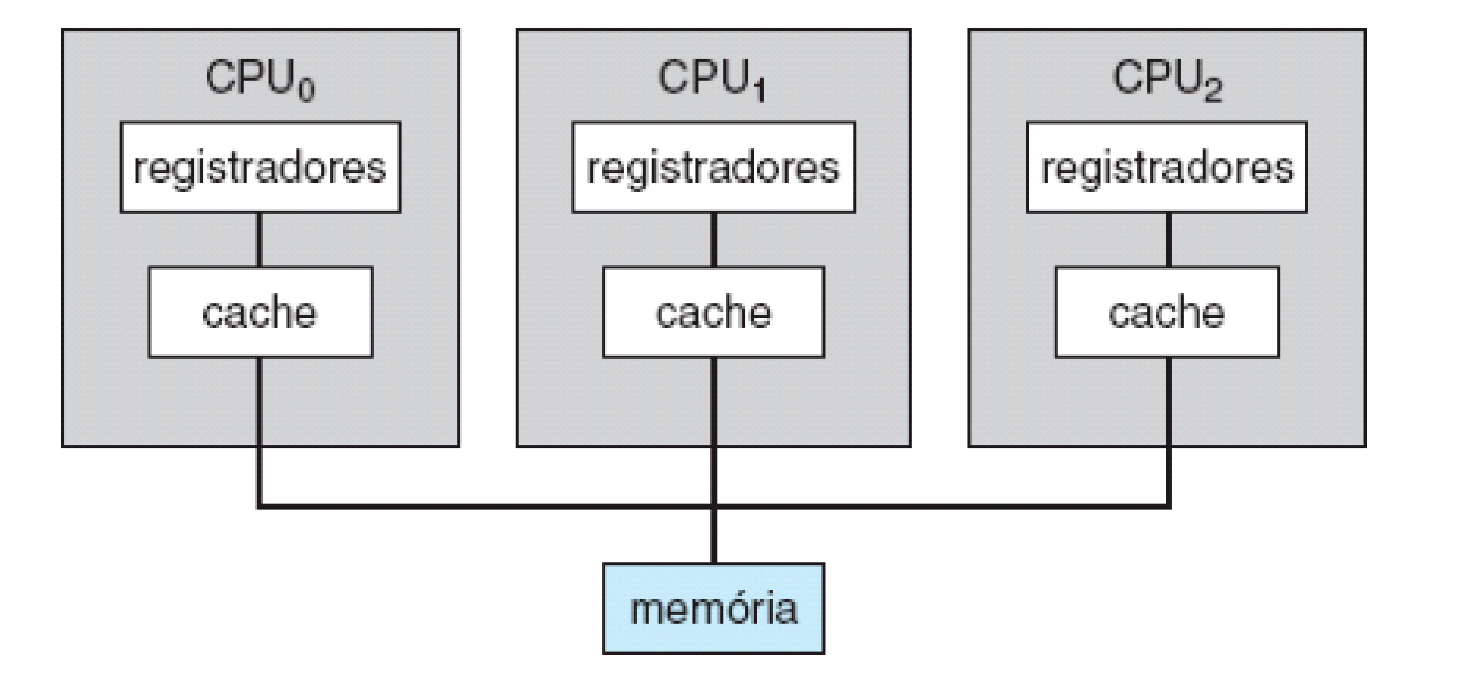 CPU₀
registradores
cache
CPU₁
registradores
cache
CPU₂
registradores
cache
memória